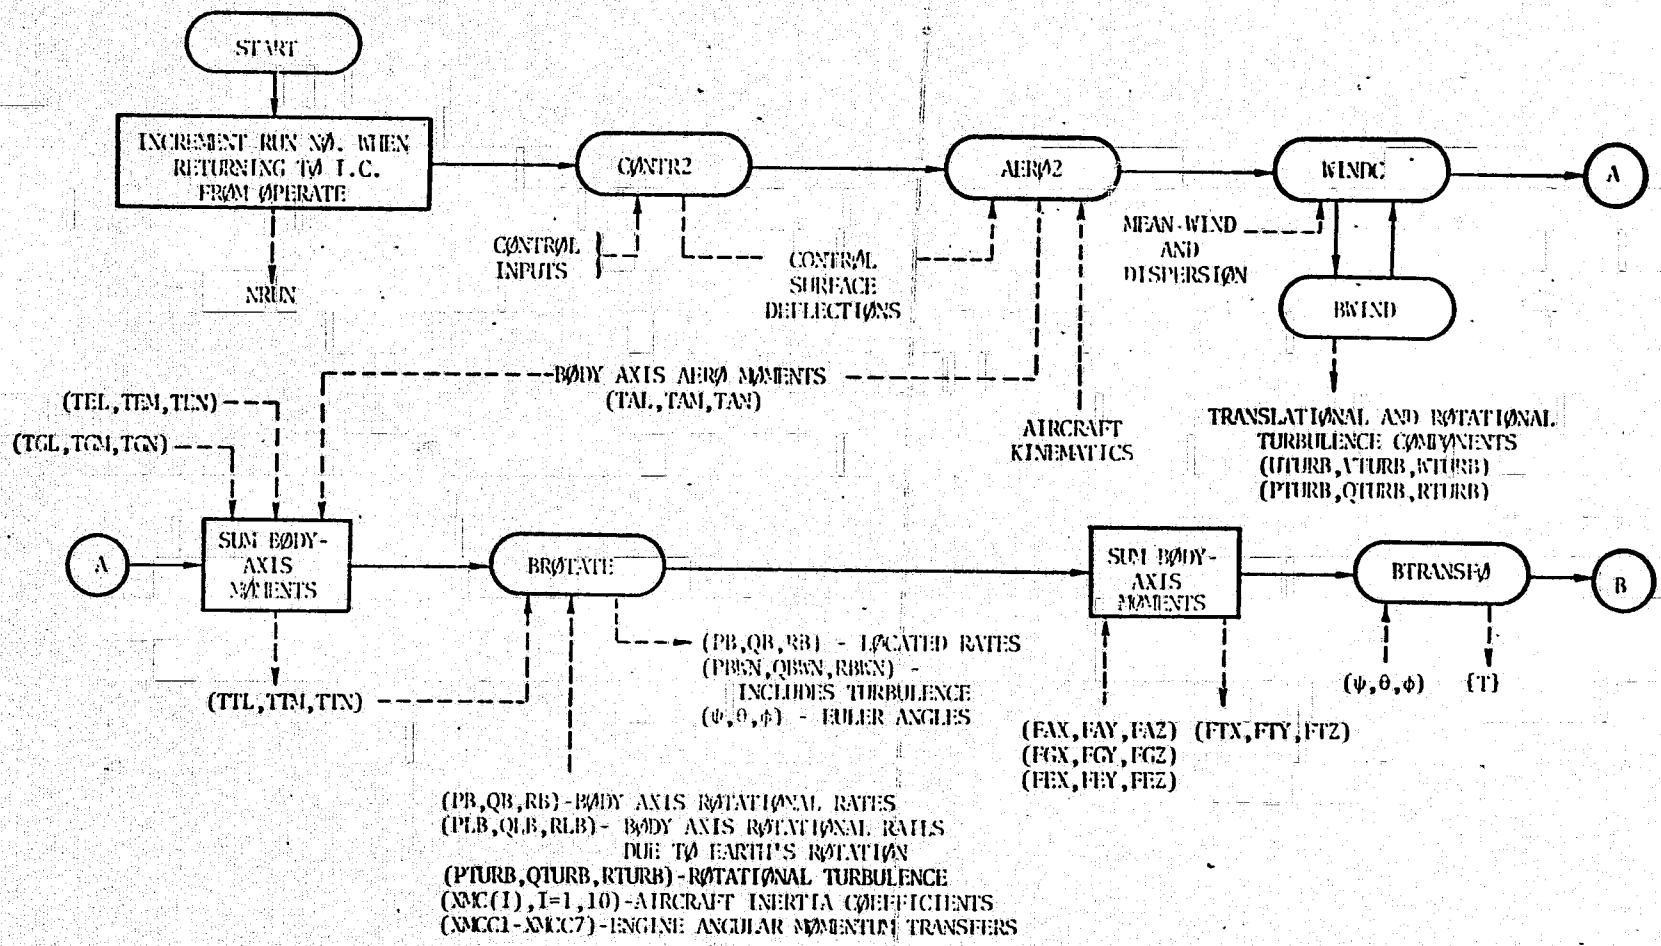 START
INCREMENT RUN NØ. WHEN
RETURNING TØ I.C.
FRØM ØPERATE
NRUN
CØNTR2
CØNTRØL
INPUTS
CØNTRØL
SURFACE
DEFLECTIØNS
AERØ2
WINDC
A
MEAN-WIND
AND
DISPERSIØN
BWIND
BØDY AXIS AERØ MØMENTS
(TAL,TAM,TAN)
AIRCRAFT
KINEMATICS
TRANSLATIØNAL AND RØTATIØNAL
TURBULENCE CØMPØNENTS
(UTURB,VTURB,WTURB)
(PTURB,QTURB,RTURB)
(TEL,TEM,TEN)
(TGL,TGM,TGN)
A
SUM BØDY-
AXIS
MØMENTS
(TTL,TTM,TTN)
BRØTATE
(PB,QB,RB) - LØCATED RATES
(PBWN,QBWN,RBWN) -
INCLUDES TURBULENCE
(ψ,θ,φ) - EULER ANGLES
SUM BØDY-
AXIS
MØMENTS
BTRANSFØ
B
(ψ,θ,φ) {T}
(FAX,FAY,FAZ) (FTX,FTY,FTZ)
(FGX,FGY,FGZ)
(FEX,FEY,FEZ)
(PB,QB,RB)-BØDY AXIS RØTATIØNAL RATES
(PLB,QLB,RLB)- BØDY AXIS RØTATIØNAL RATES
DUE TØ EARTH'S RØTATIØN
(PTURB,QTURB,RTURB)-RØTATIØNAL TURBULENCE
(XMC(I),I=1,10)-AIRCRAFT INERTIA CØEFFICIENTS
(XMCC1-XMCC7)-ENGINE ANGULAR MØMENTUM TRANSFERS